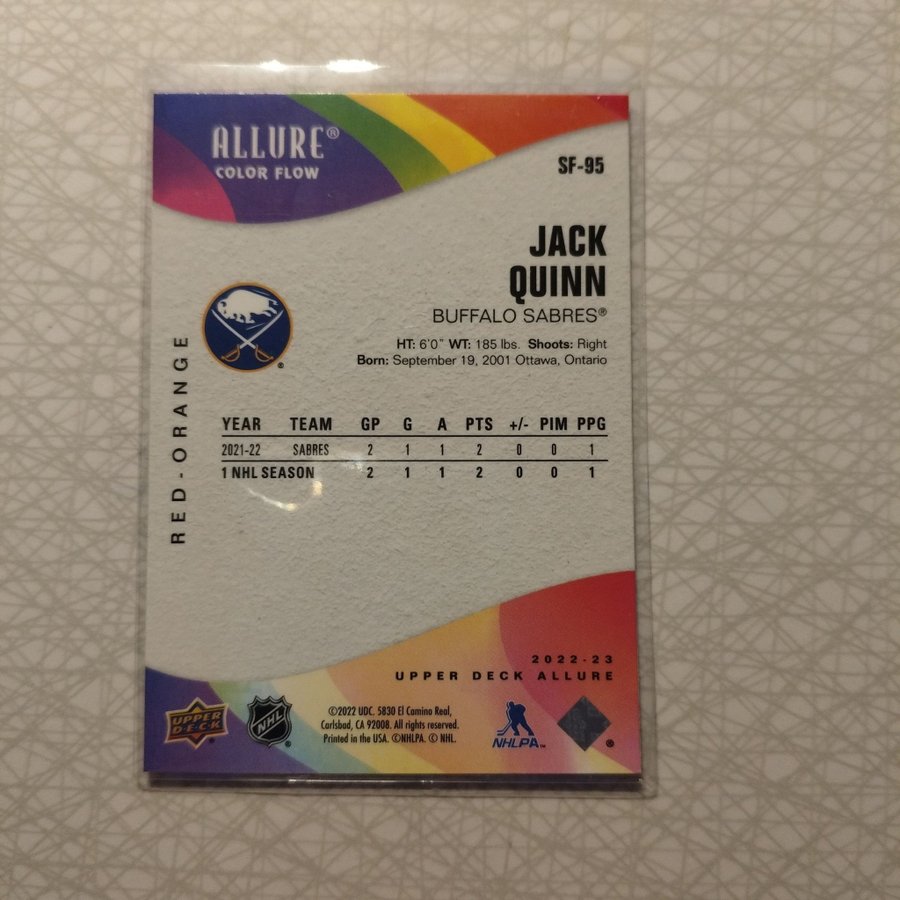 ALLURE®
COLOR FLOW
SF-95
JACK
QUINN
BUFFALO SABRES®
HT: 6'0" WT: 185 lbs. Shoots: Right
Born: September 19, 2001 Ottawa, Ontario
®
RED-ORANGE
YEAR TEAM GP G A PTS +/- PIM PPG
2021-22 SABRES 2 1 1 2 0 0 1
1 NHL SEASON 2 1 1 2 0 0 1
2022-23
UPPER DECK ALLURE
UPPER
DECK
®
NHL
®
©2022 UDC. 5830 El Camino Real,
Carlsbad, CA 92008. All rights reserved.
Printed in the USA. ©NHLPA. © NHL.
NHLPA™
®